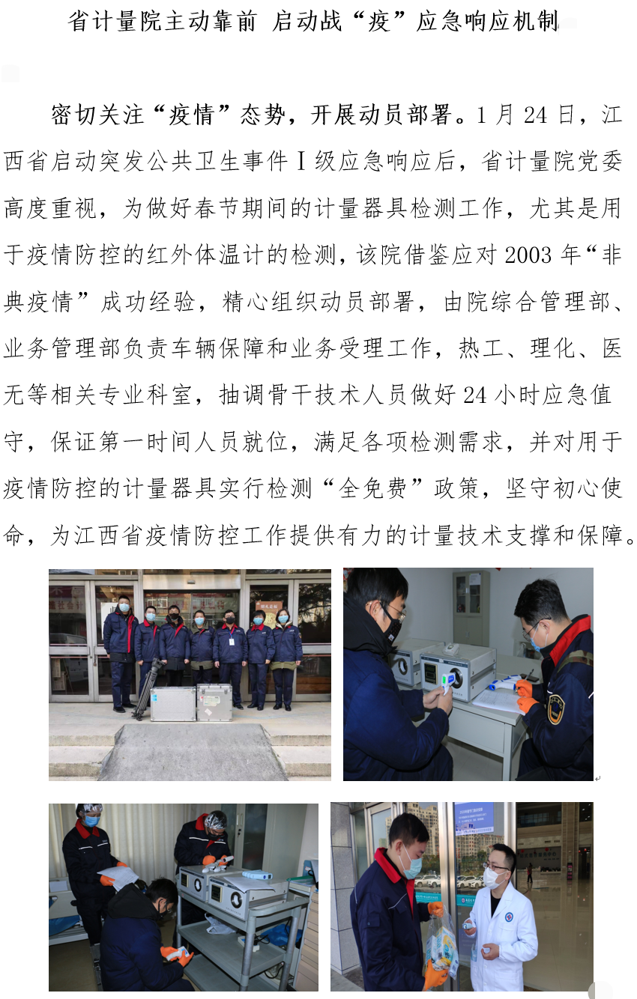 省计量院主动靠前 启动战“疫”应急响应机制
密切关注“疫情”态势，开展动员部署。1月24日，江
西省启动突发公共卫生事件Ⅰ级应急响应后，省计量院党委
高度重视，为做好春节期间的计量器具检测工作，尤其是用
于疫情防控的红外体温计的检测，该院借鉴应对2003年“非
典疫情”成功经验，精心组织动员部署，由院综合管理部、
业务管理部负责车辆保障和业务受理工作，热工、理化、医
无等相关专业科室，抽调骨干技术人员做好24小时应急值
守，保证第一时间人员就位，满足各项检测需求，并对用于
疫情防控的计量器具实行检测“全免费”政策，坚守初心使
命，为江西省疫情防控工作提供有力的计量技术支撑和保障。